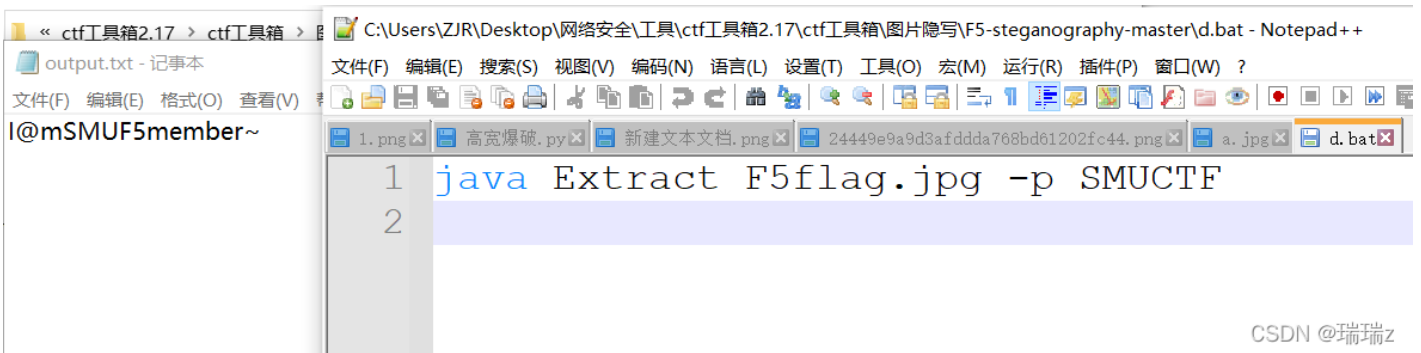 « ctf工具箱2.17 › ctf工具箱 ›
output.txt - 记事本
文件(F) 编辑(E) 格式(O) 查看(V)
I@mSMUF5member~
C:\Users\ZJR\Desktop\网络安全\工具\ctf工具箱2.17\ctf工具箱\图片隐写\F5-steganography-master\d.bat - Notepad++
文件(F) 编辑(E) 搜索(S) 视图(V) 编码(N) 语言(L) 设置(T) 工具(O) 宏(M) 运行(R) 插件(P) 窗口(W) ?
1.png 高宽爆破.py 新建文本文档.png 24449e9a9d3afddda768bd61202fc44.png a.jpg d.bat
1 java Extract F5flag.jpg -p SMUCTF
2
CSDN @瑞瑞z